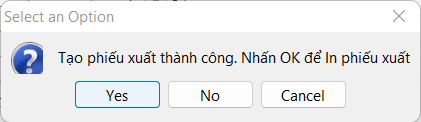 Select an Option
Tạo phiếu xuất thành công. Nhấn OK để In phiếu xuất
Yes No Cancel